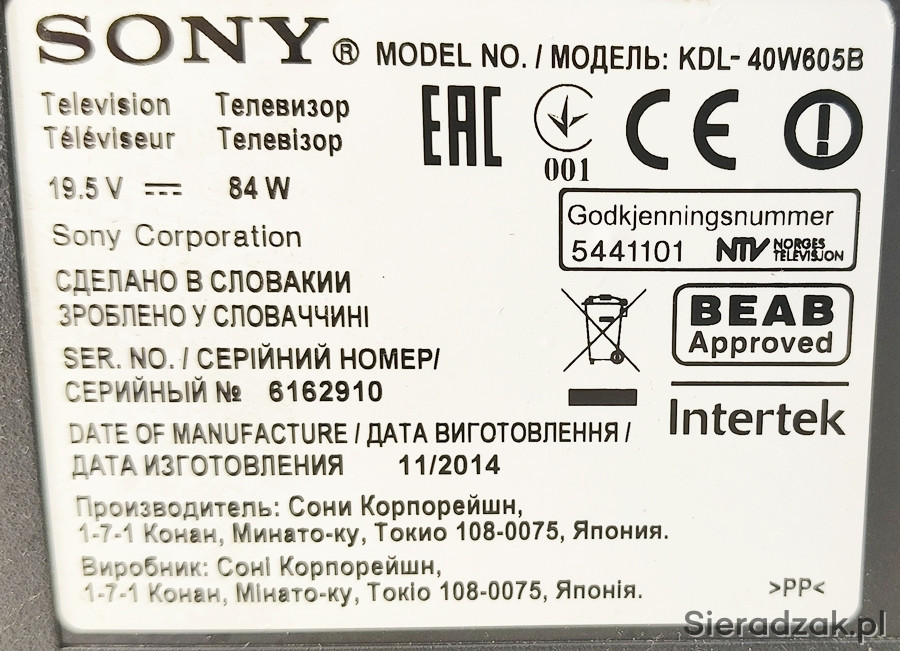 SONY® MODEL NO. / МОДЕЛЬ: KDL- 40W605B
Television Телевизор
Téléviseur Телевізор
EAC
001
CE
19.5 V 84 W
Godkjenningsnummer
5441101 NTV NORGES TELEVISJON
Sony Corporation
СДЕЛАНО В СЛОВАКИИ
ЗРОБЛЕНО У СЛОВАЧЧИНІ
BEAB
Approved
Intertek
SER. NO. / СЕРІЙНИЙ НОМЕР/
СЕРИЙНЫЙ № 6162910
DATE OF MANUFACTURE / ДАТА ВИГОТОВЛЕННЯ /
ДАТА ИЗГОТОВЛЕНИЯ 11/2014
Производитель: Сони Корпорейшн,
1-7-1 Конан, Минато-ку, Токио 108-0075, Япония.
Виробник: Соні Корпорейшн,
1-7-1 Конан, Мінато-ку, Токіо 108-0075, Японія.
>PP<
Sieradzak.pl